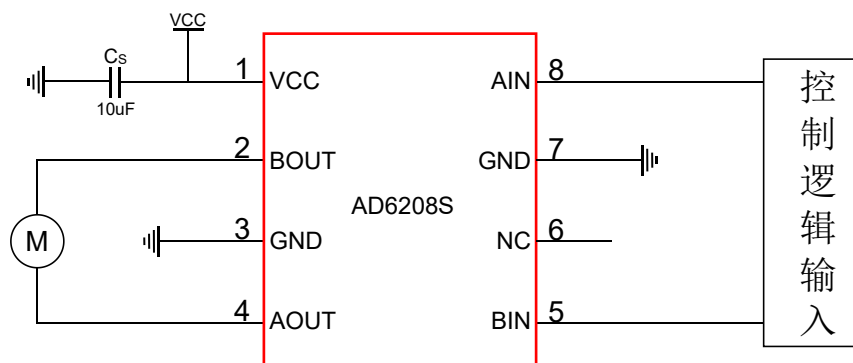 VCC
Cs
10uF
1
VCC
2
BOUT
3
GND
4
AOUT
M
AD6208S
AIN
8
GND
7
NC
6
BIN
5
控制逻辑输入